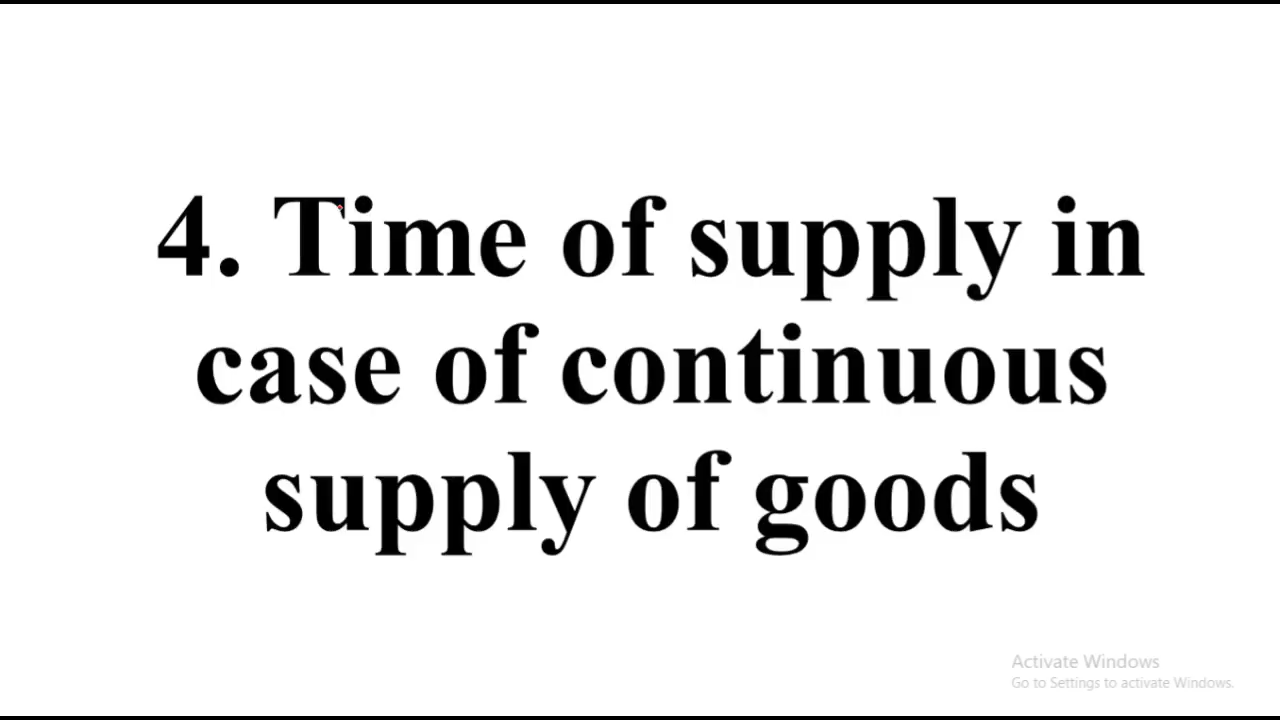 4. Time of supply in
case of continuous
supply of goods
Activate Windows
Go to Settings to activate Windows.